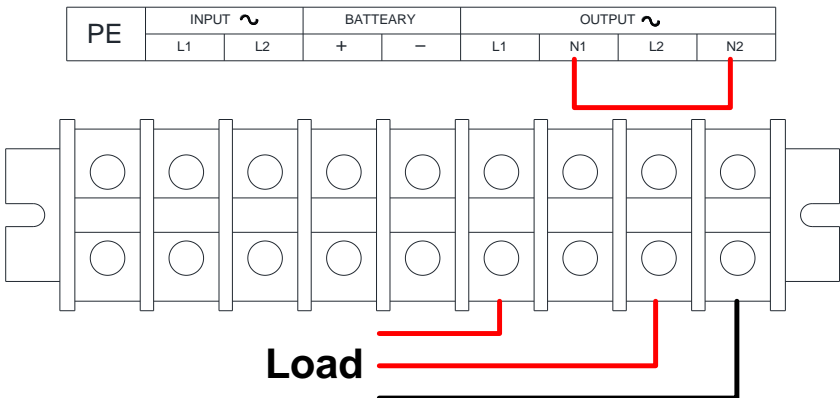 PE INPUT BATTEARY OUTPUT
L1 L2 + − L1 N1 L2 N2
Load